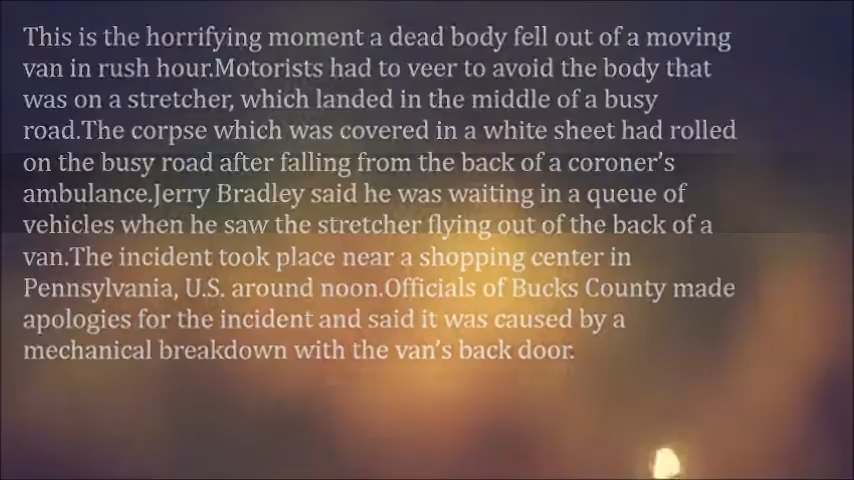 This is the horrifying moment a dead body fell out of a moving
van in rush hour.Motorists had to veer to avoid the body that
was on a stretcher, which landed in the middle of a busy
road.The corpse which was covered in a white sheet had rolled
on the busy road after falling from the back of a coroner’s
ambulance.Jerry Bradley said he was waiting in a queue of
vehicles when he saw the stretcher flying out of the back of a
van.The incident took place near a shopping center in
Pennsylvania, U.S. around noon.Officials of Bucks County made
apologies for the incident and said it was caused by a
mechanical breakdown with the van’s back door.